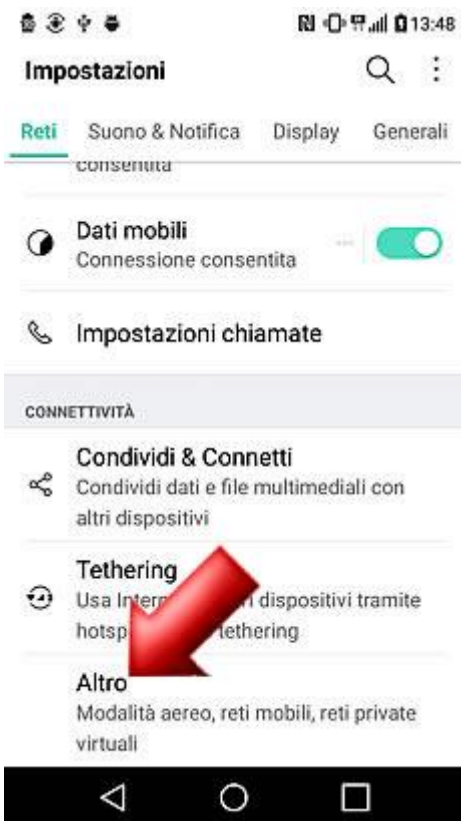 13:48
Impostazioni
Reti Suono & Notifica Display Generali
consentita
Dati mobili
Connessione consentita
Impostazioni chiamate
CONNETTIVITÀ
Condividi & Connetti
Condividi dati e file multimediali con
altri dispositivi
Tethering
Usa dispositivi tramite
tethering
Altro
Modalità aereo, reti mobili, reti private
virtuali